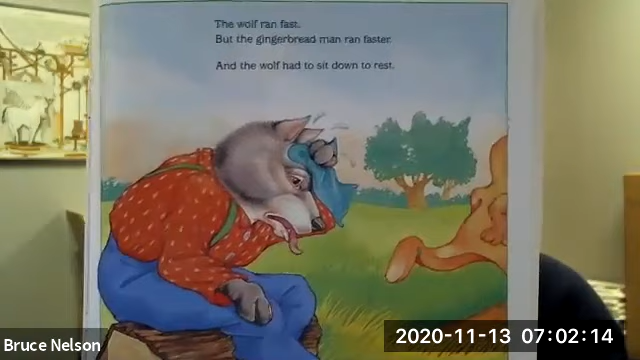 The wolf ran fast.
But the gingerbread man ran faster.
And the wolf had to sit down to rest.
Bruce Nelson
2020-11-13 07:02:14